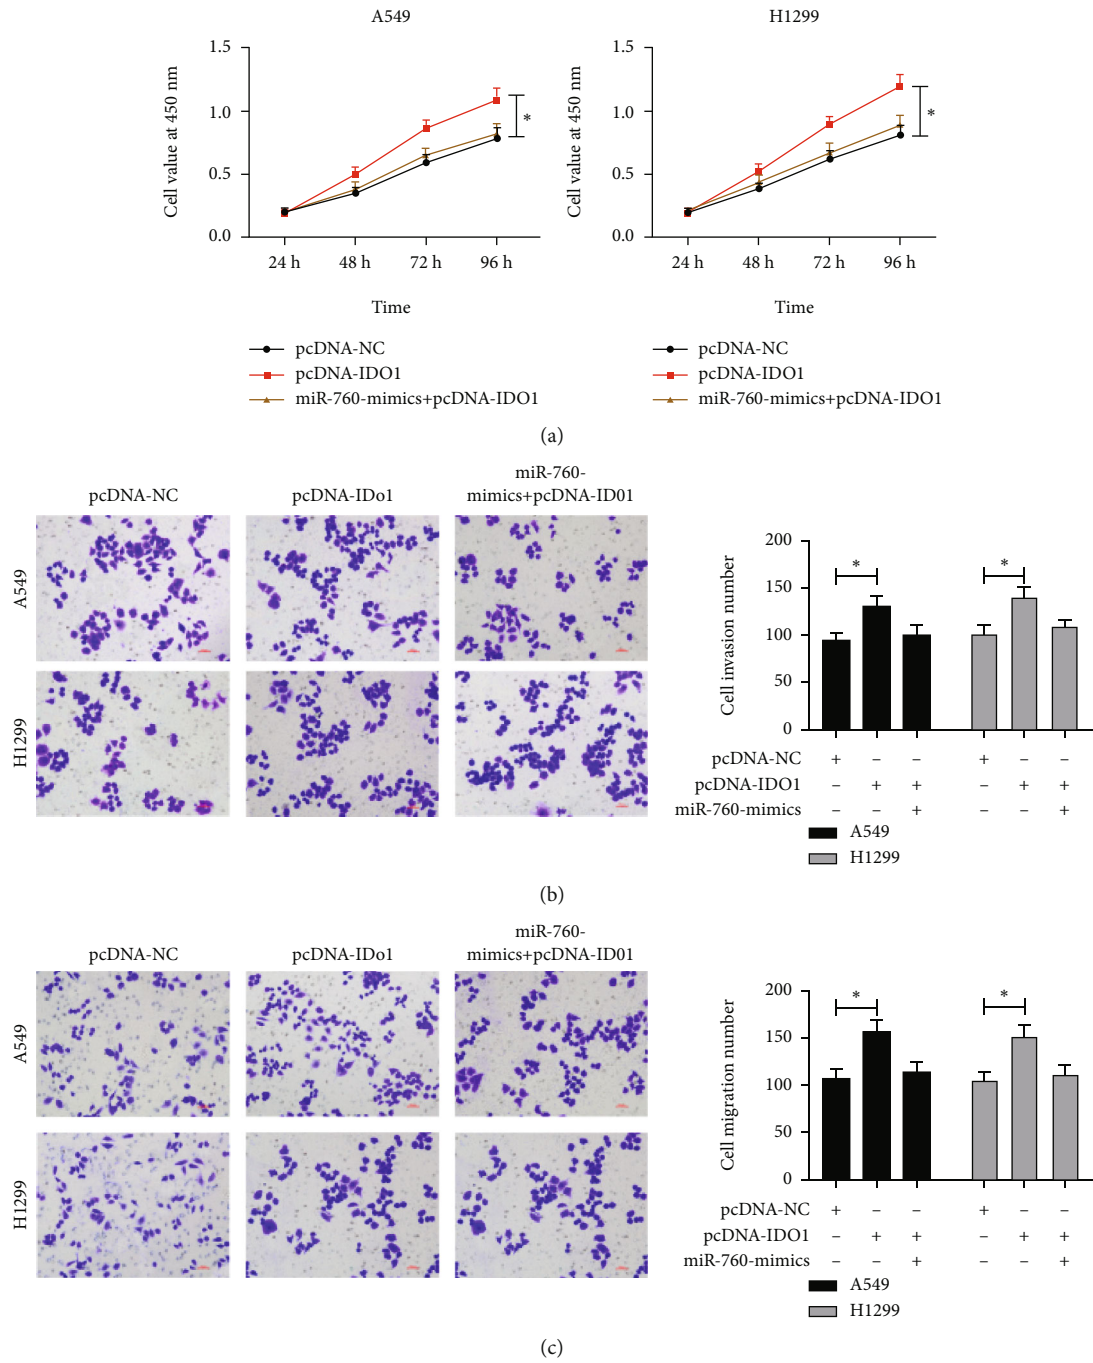 (a)
A549
H1299
Cell value at 450 nm
1.5
1.0
0.5
0.0
*
24 h 48 h 72 h 96 h
Time
pcDNA-NC
pcDNA-IDO1
miR-760-mimics+pcDNA-IDO1
Cell value at 450 nm
1.5
1.0
0.5
0.0
*
24 h 48 h 72 h 96 h
Time
pcDNA-NC
pcDNA-IDO1
miR-760-mimics+pcDNA-IDO1
(a)
pcDNA-NC
pcDNA-IDo1
miR-760-
mimics+pcDNA-ID01
A549
H1299
Cell invasion number
200
150
100
50
0
* *
pcDNA-NC + – – + – –
pcDNA-IDO1 – + + – + +
miR-760-mimics – – + – – +
A549
H1299
(b)
pcDNA-NC
pcDNA-IDo1
miR-760-
mimics+pcDNA-ID01
A549
H1299
Cell migration number
200
150
100
50
0
* *
pcDNA-NC + – – + – –
pcDNA-IDO1 – + + – + +
miR-760-mimics – – + – – +
A549
H1299
(c)